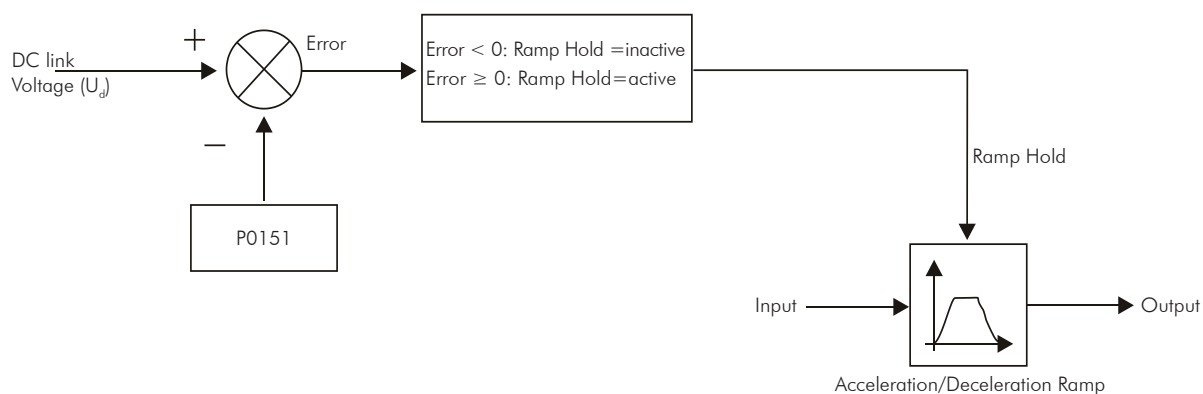 +
Error
DC link
Voltage (U_d)
Error < 0: Ramp Hold =inactive
Error ≥ 0: Ramp Hold=active
—
P0151
Ramp Hold
Input
Output
Acceleration/Deceleration Ramp